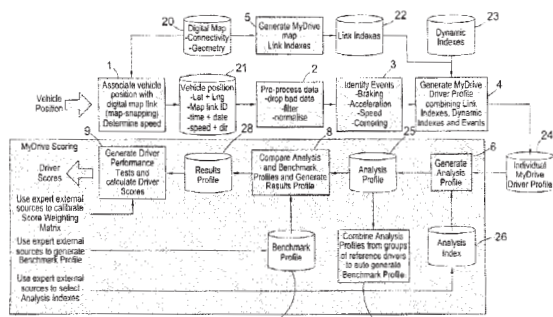 20
Digital Map
-Connectivity
-Geometry
5
Generate MyDrive
map
Link Indexes
22
Link Indexes
23
Dynamic
Indexes
1
Associate vehicle
position with
digital map link
(map-snapping)
Determine speed
Vehicle Position
21
Vehicle position
-Lat + Lng
-Map link ID
-time + date
-speed + dir
2
Pre-process data
-drop bad data
-filter
-normalise
3
Identify Events
-Braking
-Acceleration
-Speed
-Cornering
Generate MyDrive
Driver Profile
combining Link
Indexes, Dynamic
Indexes and Events
4
MyDrive Scoring
9
Driver
Scores
Generate Driver
Performance
Tests and
calculate Driver
Scores
28
Results
Profile
8
Compare Analysis
and Benchmark
Profiles and Generate
Results Profile
25
Analysis
Profile
6
Generate
Analysis
Profile
24
Individual
MyDrive
Driver Profile
Use expert external
sources to calibrate
Score Weighting
Matrix
Use expert external
sources to generate
Benchmark Profile
Use expert external
sources to select
Analysis Indexes
Benchmark
Profile
Combine Analysis
Profiles from groups
of reference drivers
to auto generate
Benchmark Profile
Analysis
Index
26